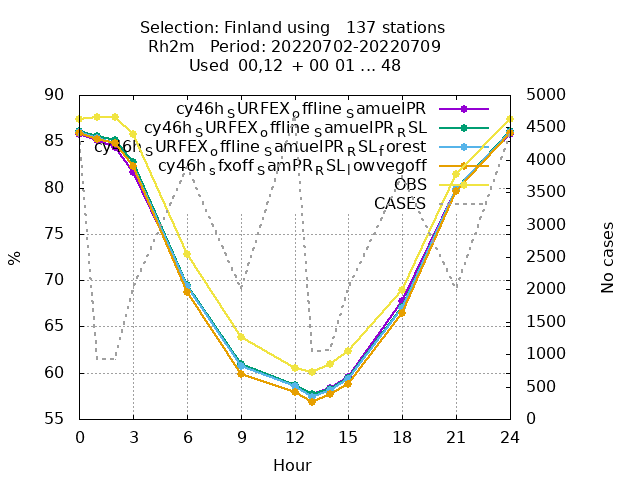 Selection: Finland using 137 stations
Rh2m Period: 20220702-20220709
Used 00,12 + 00 01 ... 48
90
85
80
75
70
65
60
55
5000
4500
4000
3500
3000
2500
2000
1500
1000
500
0
cy46h_SURFEX_offline_SamuelPR
cy46h_SURFEX_offline_SamuelPR_RSL
cy46h_SURFEX_offline_SamuelPR_RSL_forest
cy46h_sfxoff_SamPR_RSL_lowvegoff
OBS
CASES
%
No cases
0 3 6 9 12 15 18 21 24
Hour